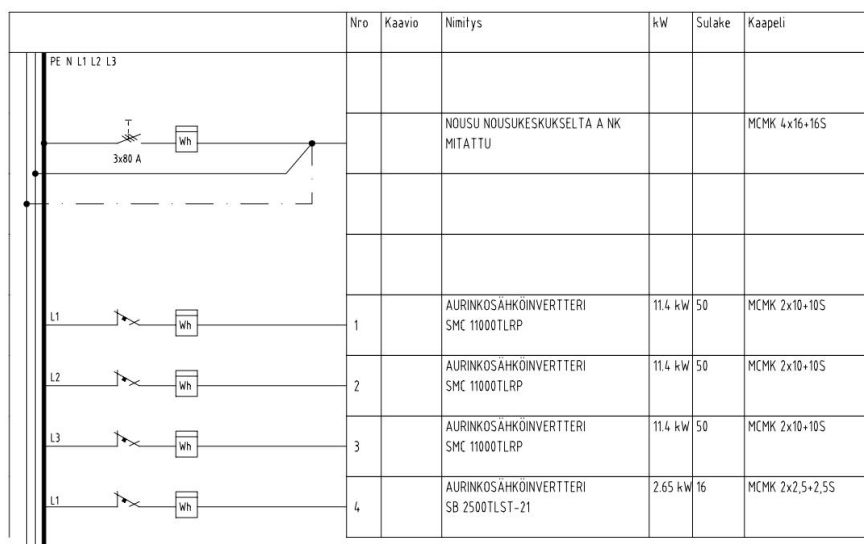 Nro Kaavio Nimitys kW Sulake Kaapeli
PE N L1 L2 L3
NOUSU NOUSUKESKUKSELTA A NK MCMK 4x16+16S
MITATTU
Wh
3x80 A
L1 AURINKOSÄHKÖINVERTTERI 11.4 kW 50 MCMK 2x10+10S
Wh 1 SMC 11000TLRP
L2 AURINKOSÄHKÖINVERTTERI 11.4 kW 50 MCMK 2x10+10S
Wh 2 SMC 11000TLRP
L3 AURINKOSÄHKÖINVERTTERI 11.4 kW 50 MCMK 2x10+10S
Wh 3 SMC 11000TLRP
L1 AURINKOSÄHKÖINVERTTERI 2.65 kW 16 MCMK 2x2,5+2,5S
Wh 4 SB 2500TLST-21